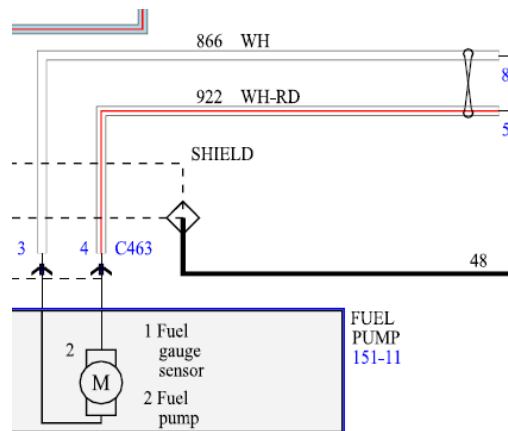 866 WH
8
922 WH-RD
5
SHIELD
3
4 C463
48
FUEL
PUMP
151-11
1 Fuel
gauge
sensor
2
M
2 Fuel
pump